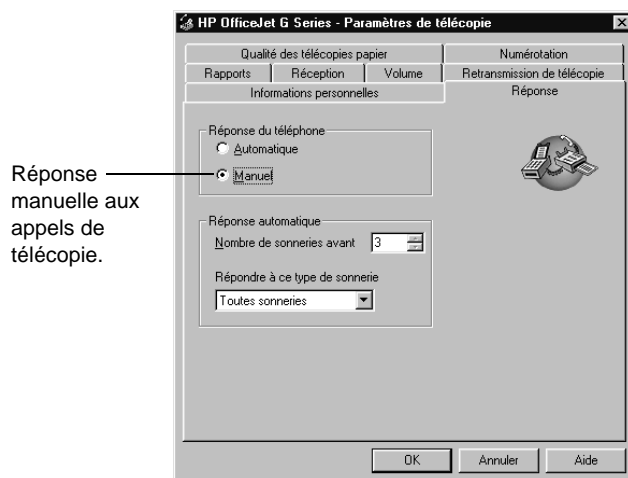 HP OfficeJet G Series - Paramètres de télécopie
Qualité des télécopies papier
Numérotation
Rapports
Réception
Volume
Retransmission de télécopie
Informations personnelles
Réponse
Réponse du téléphone
Automatique
Manuel
Réponse
manuelle aux
appels de
télécopie.
Réponse automatique
Nombre de sonneries avant
3
Répondre à ce type de sonnerie
Toutes sonneries
OK
Annuler
Aide